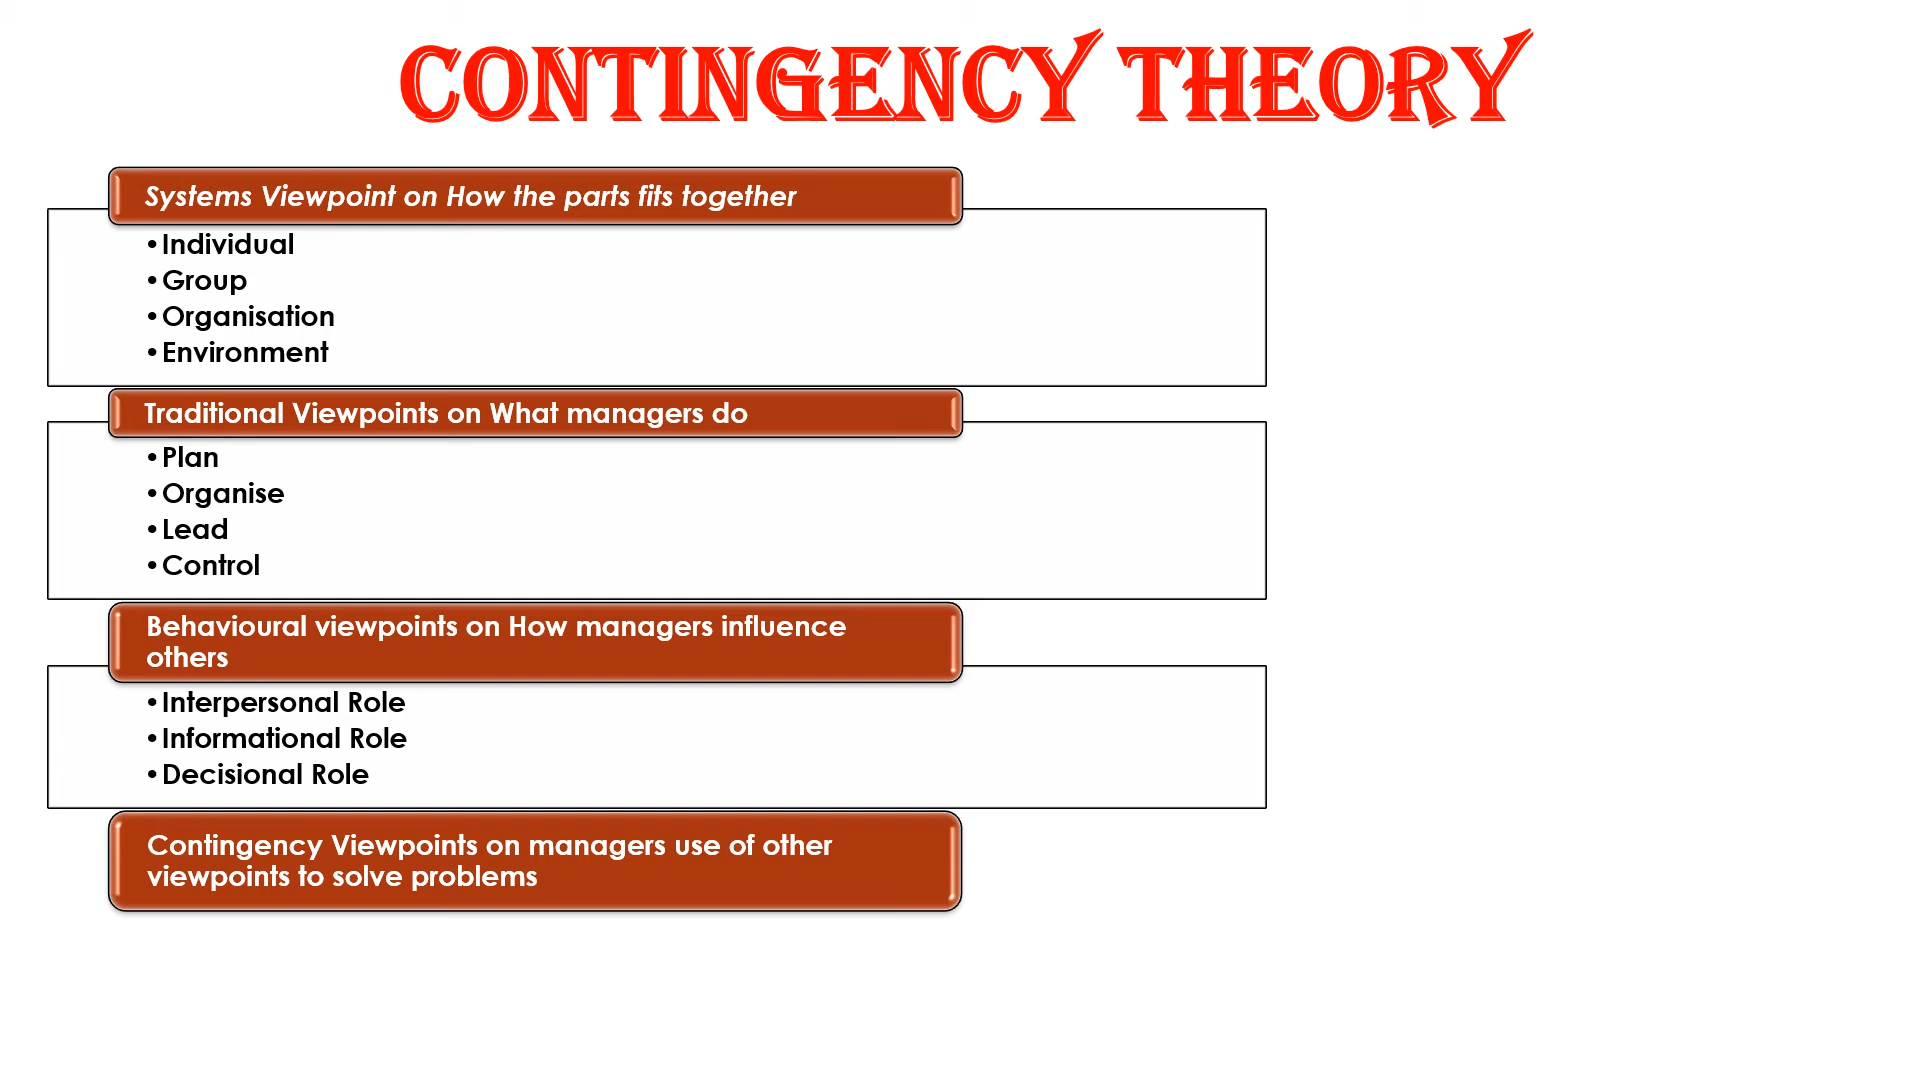 CONTINGENCY THEORY
Systems Viewpoint on How the parts fits together
•Individual
•Group
•Organisation
•Environment
Traditional Viewpoints on What managers do
•Plan
•Organise
•Lead
•Control
Behavioural viewpoints on How managers influence
others
•Interpersonal Role
•Informational Role
•Decisional Role
Contingency Viewpoints on managers use of other
viewpoints to solve problems